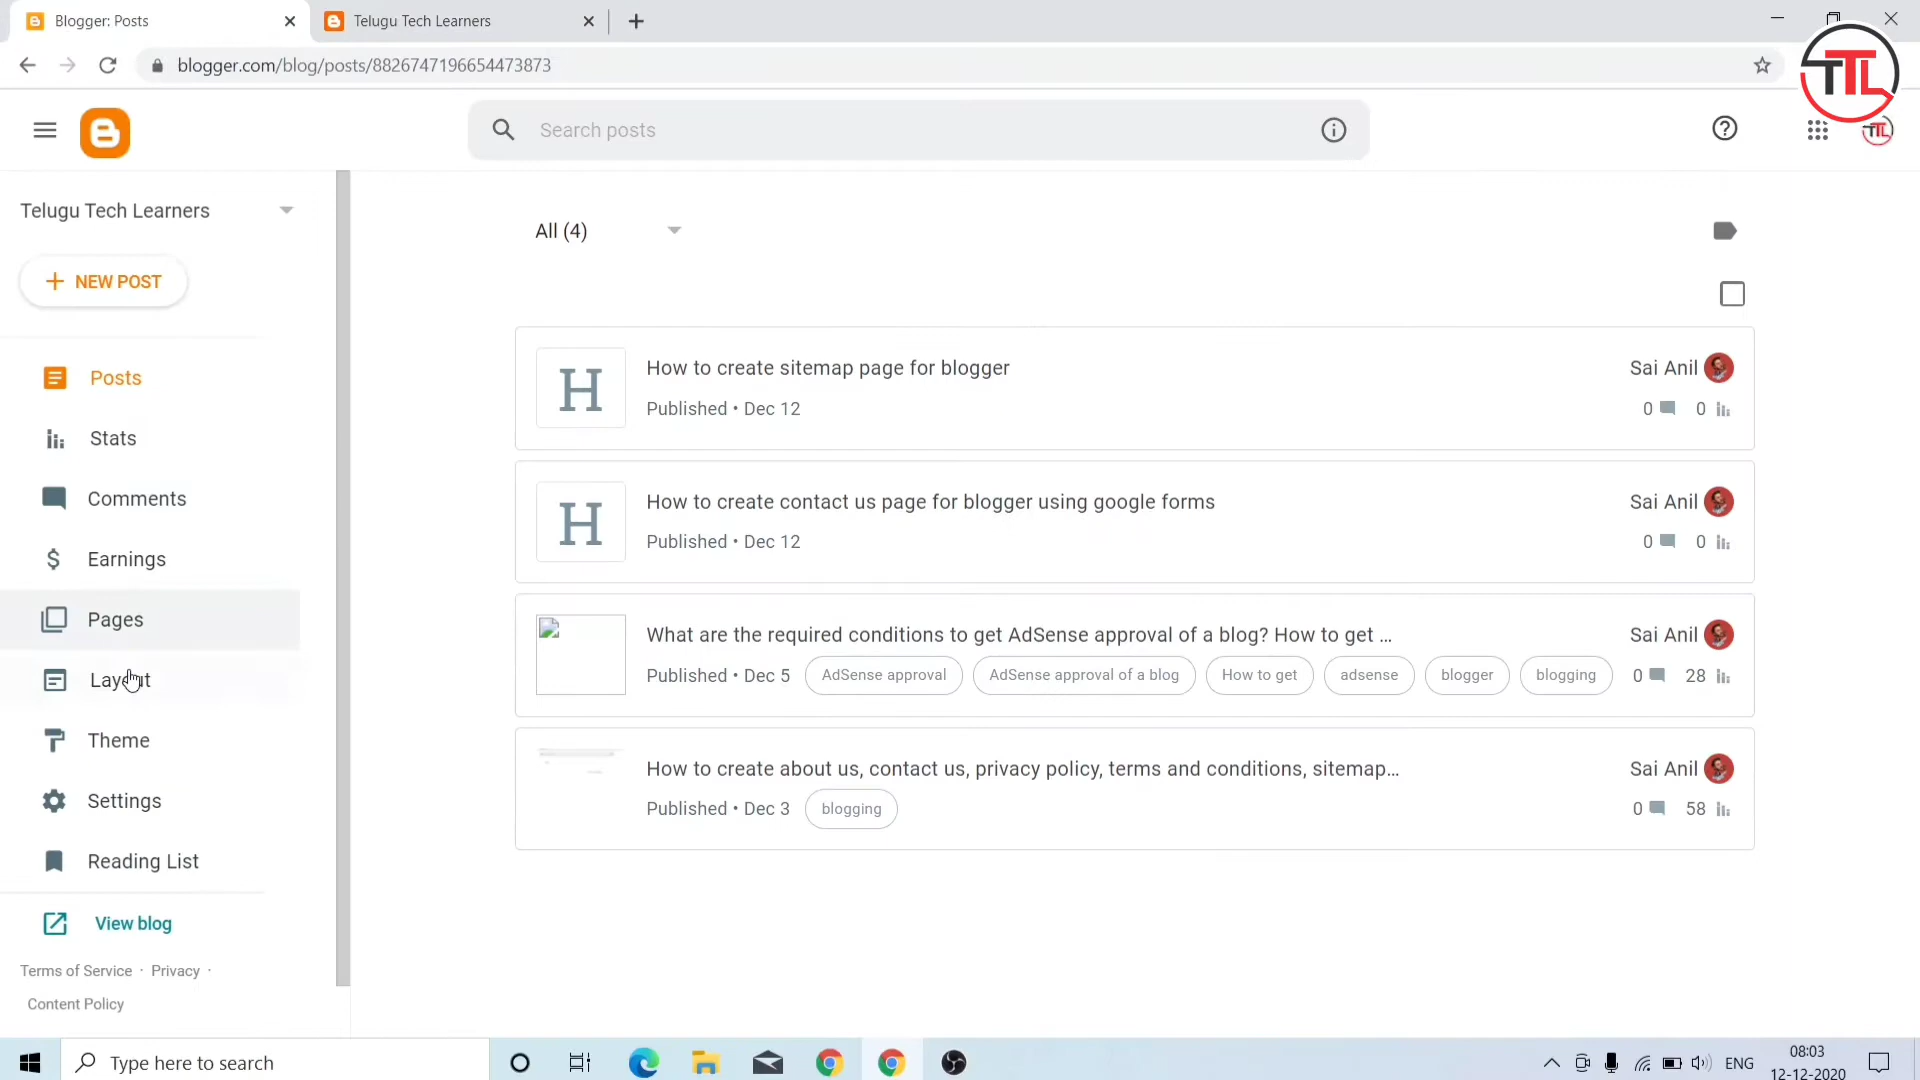 Blogger: Posts
Telugu Tech Learners
blogger.com/blog/posts/8826747196654473873
TTL
Search posts
TTL
Telugu Tech Learners
NEW POST
Posts
Stats
Comments
Earnings
Pages
Layout
Theme
Settings
Reading List
View blog
Terms of Service · Privacy ·
Content Policy
All (4)
H
How to create sitemap page for blogger
Sai Anil
Published • Dec 12
0 0
H
How to create contact us page for blogger using google forms
Sai Anil
Published • Dec 12
0 0
What are the required conditions to get AdSense approval of a blog? How to get ...
Sai Anil
Published • Dec 5 AdSense approval AdSense approval of a blog How to get adsense blogger blogging 0 28
How to create about us, contact us, privacy policy, terms and conditions, sitemap...
Sai Anil
Published • Dec 3 blogging 0 58
Type here to search
ENG
08:03
12-12-2020